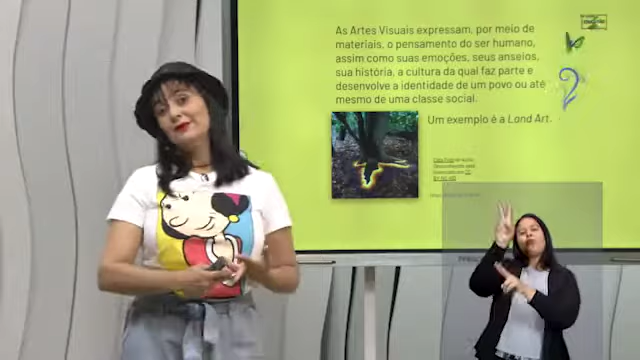 As Artes Visuais expressam, por meio de
materiais, o pensamento do ser humano,
assim como suas emoções, seus anseios,
sua história, a cultura da qual faz parte e
desenvolve a identidade de um povo ou até
mesmo de uma classe social.
Um exemplo é a Land Art.